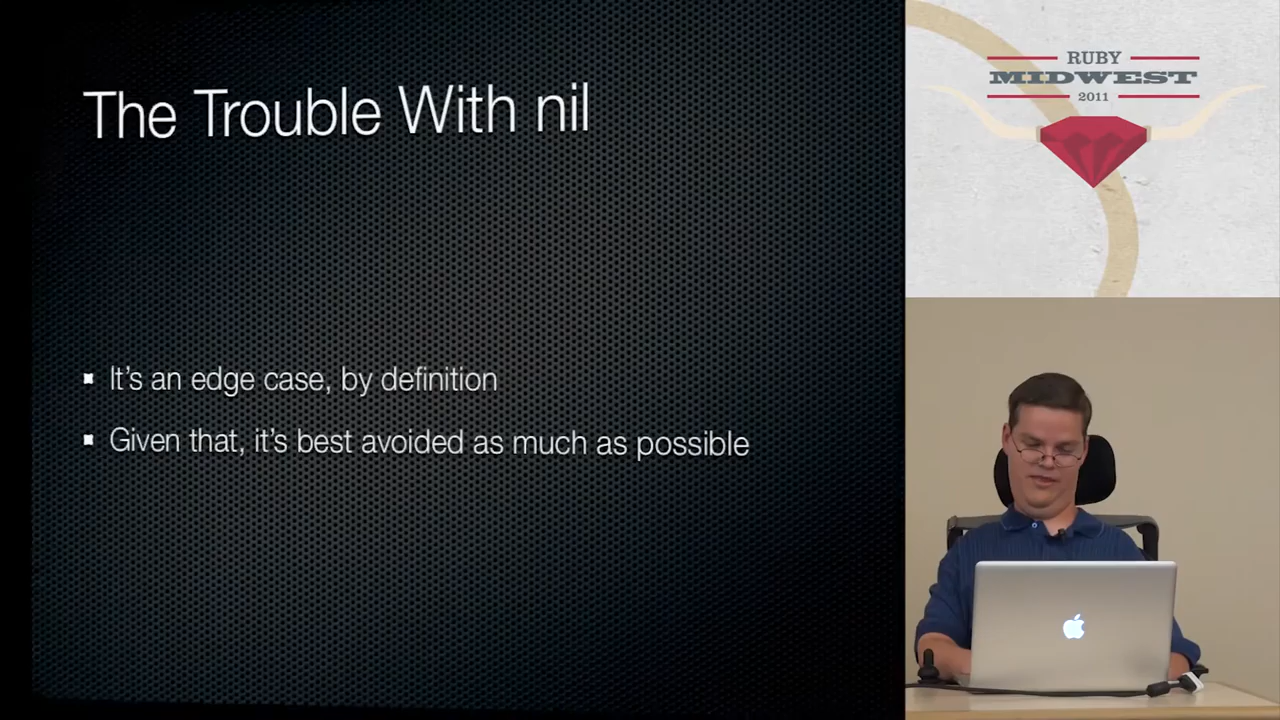 The Trouble With nil
It's an edge case, by definition
Given that, it's best avoided as much as possible
RUBY
MIDWEST
2011